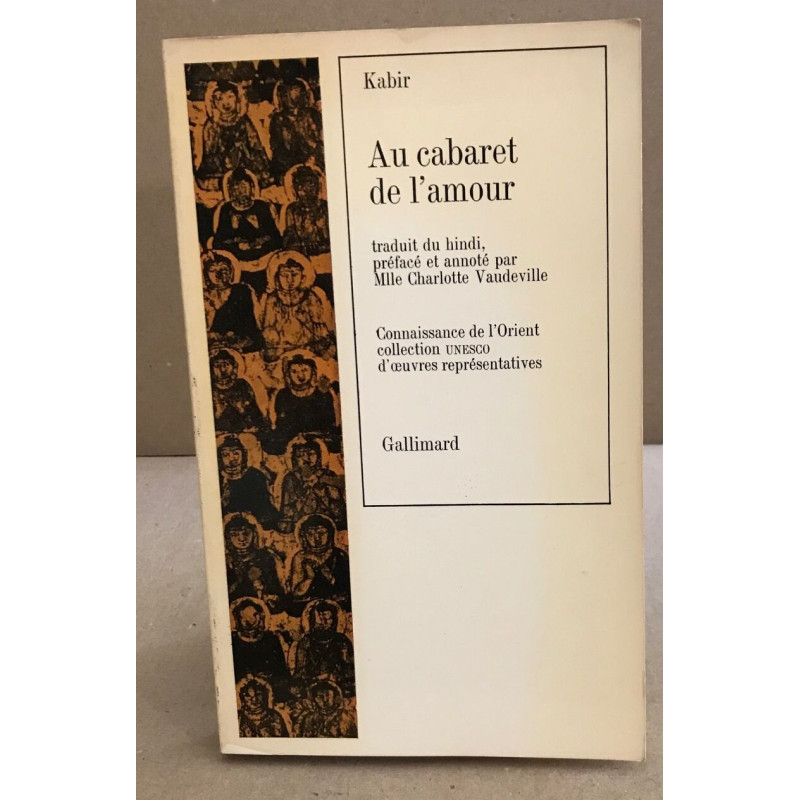 Kabir
Au cabaret
de l'amour
traduit du hindi,
préfacé et annoté par
Mlle Charlotte Vaudeville
Connaissance de l'Orient
collection UNESCO
d'œuvres représentatives
Gallimard